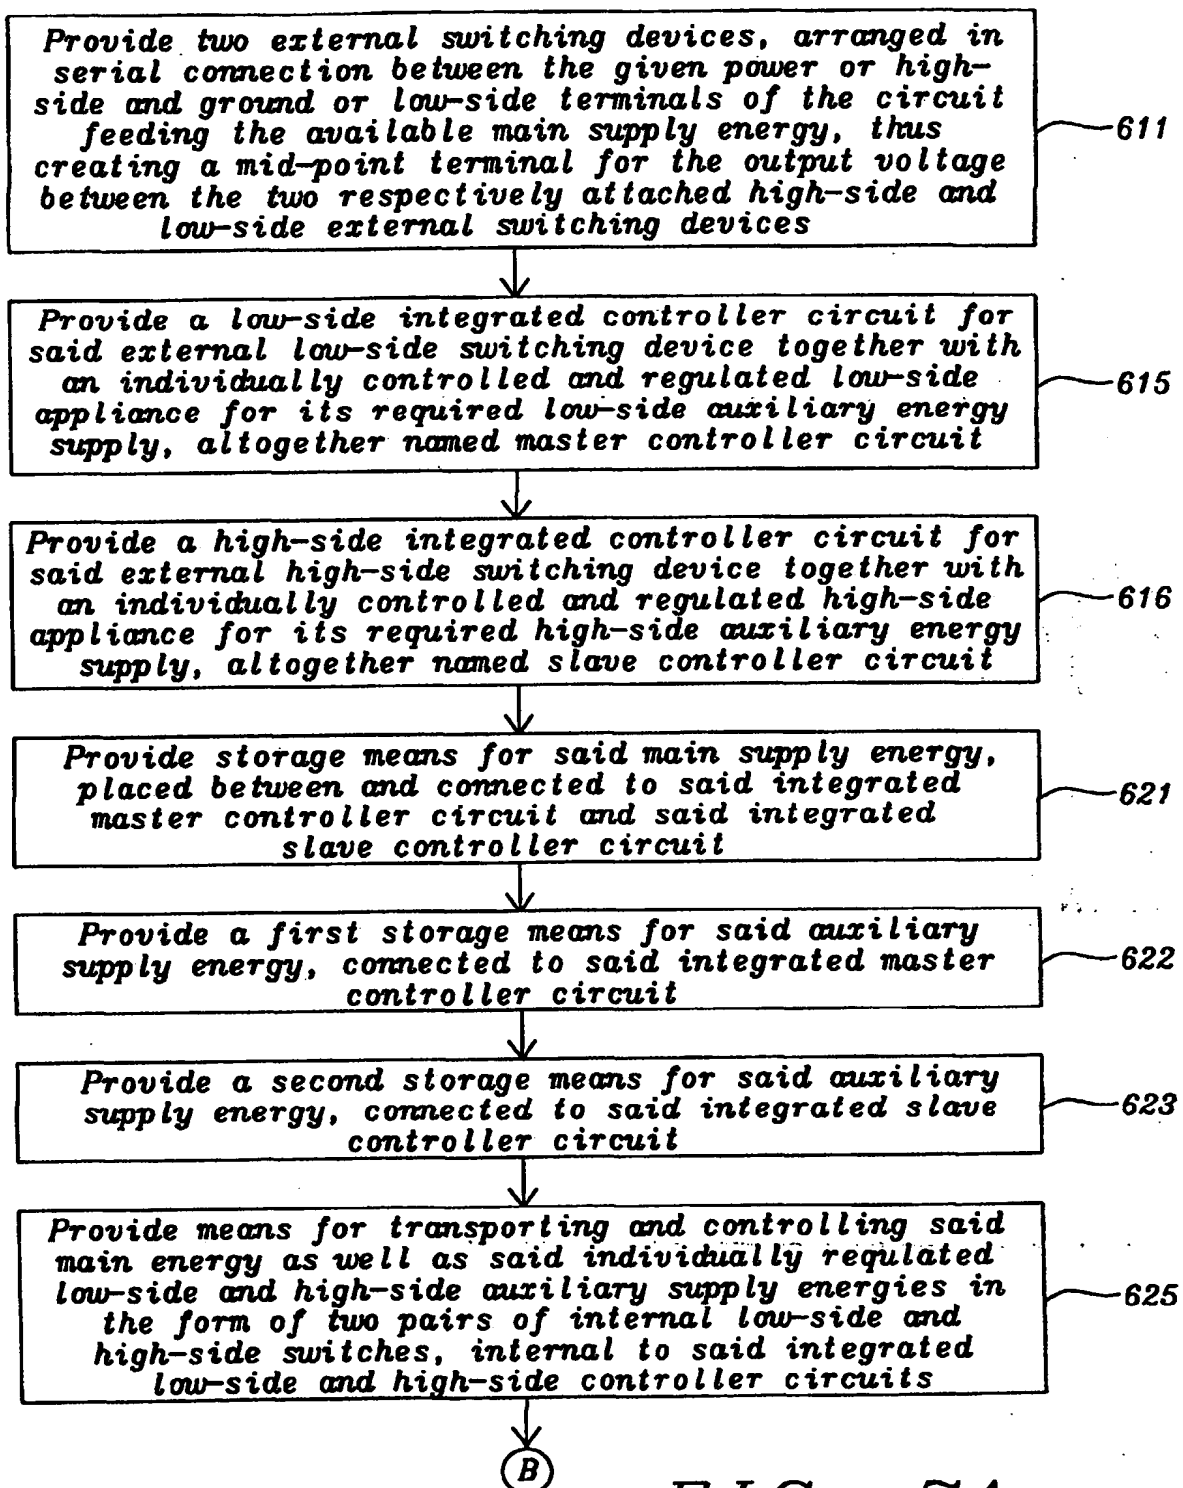 Provide two external switching devices, arranged in
serial connection between the given power or high-
side and ground or low-side terminals of the circuit
feeding the available main supply energy, thus
creating a mid-point terminal for the output voltage
between the two respectively attached high-side and
low-side external switching devices
611
Provide a low-side integrated controller circuit for
said external low-side switching device together with
an individually controlled and regulated low-side
appliance for its required low-side auxiliary energy
supply, altogether named master controller circuit
615
Provide a high-side integrated controller circuit for
said external high-side switching device together with
an individually controlled and regulated high-side
appliance for its required high-side auxiliary energy
supply, altogether named slave controller circuit
616
Provide storage means for said main supply energy,
placed between and connected to said integrated
master controller circuit and said integrated
slave controller circuit
621
Provide a first storage means for said auxiliary
supply energy, connected to said integrated master
controller circuit
622
Provide a second storage means for said auxiliary
supply energy, connected to said integrated slave
controller circuit
623
Provide means for transporting and controlling said
main energy as well as said individually regulated
low-side and high-side auxiliary supply energies in
the form of two pairs of internal low-side and
high-side switches, internal to said integrated
low-side and high-side controller circuits
625
B